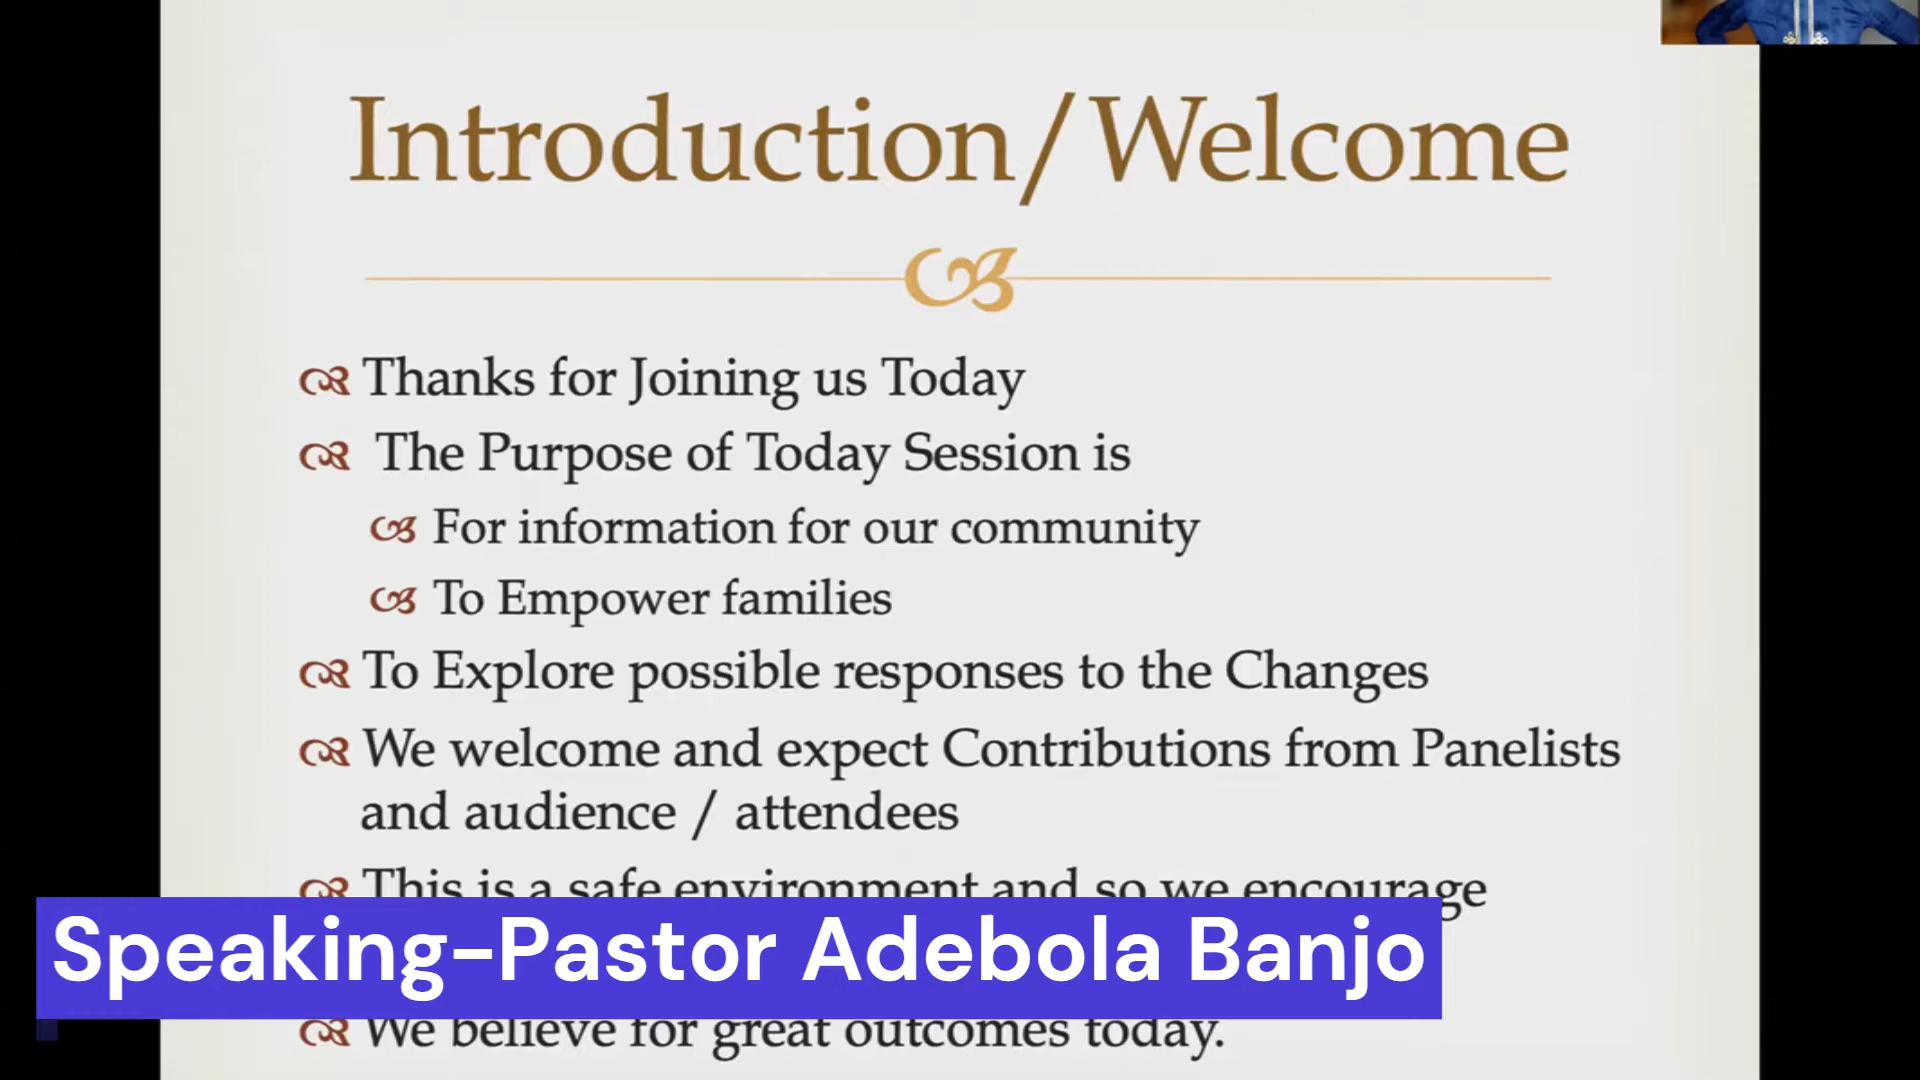 Introduction/Welcome
Thanks for Joining us Today
The Purpose of Today Session is
For information for our community
To Empower families
To Explore possible responses to the Changes
We welcome and expect Contributions from Panelists
and audience / attendees
This is a safe environment and so we encourage
Speaking-Pastor Adebola Banjo
We believe for great outcomes today.